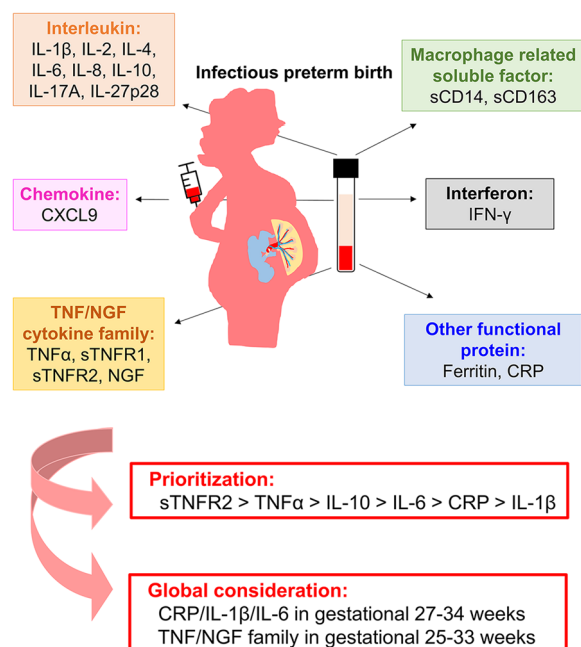 Interleukin:
IL-1β, IL-2, IL-4,
IL-6, IL-8, IL-10,
IL-17A, IL-27p28
Infectious preterm birth
Macrophage related
soluble factor:
sCD14, sCD163
Chemokine:
CXCL9
Interferon:
IFN-γ
TNF/NGF
cytokine family:
TNFα, sTNFR1,
sTNFR2, NGF
Other functional
protein:
Ferritin, CRP
Prioritization:
sTNFR2 > TNFα > IL-10 > IL-6 > CRP > IL-1β
Global consideration:
CRP/IL-1β/IL-6 in gestational 27-34 weeks
TNF/NGF family in gestational 25-33 weeks